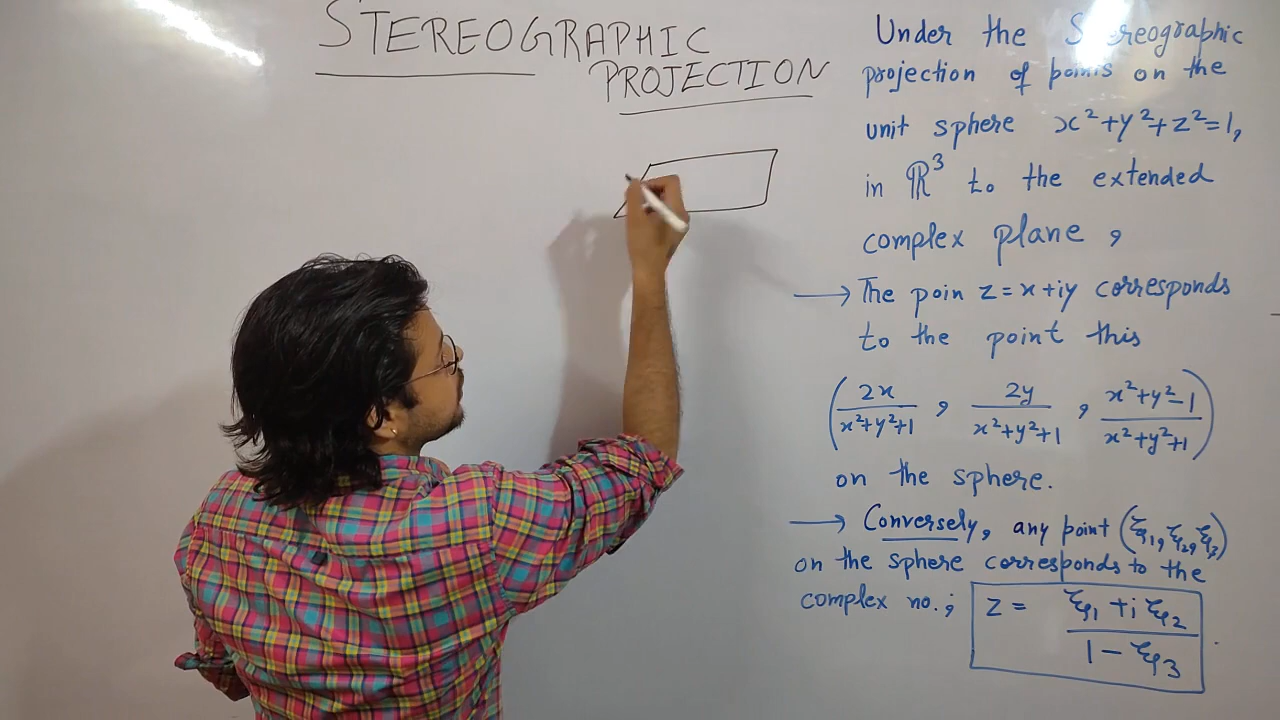 STEREOGRAPHIC
PROJECTION
Under the Stereographic
projection of points on the
unit sphere x²+y²+z²=1,
in ℝ³ to the extended
complex plane,
→ The poin z=x+iy corresponds
to the point this
(2x/x²+y²+1, 2y/x²+y²+1, x²+y²-1/x²+y²+1)
on the sphere.
→ Conversely, any point (ξ₁, ξ₂, ξ₃)
on the sphere corresponds to the
complex no.; z = ξ₁+iξ₂/1-ξ₃